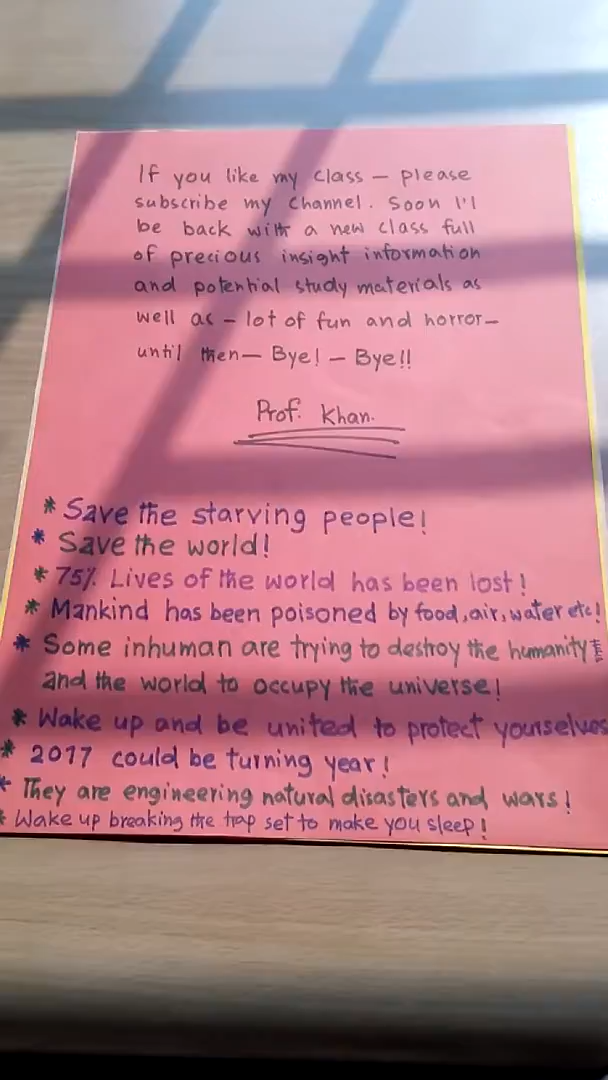 If you like my class – please
subscribe my channel. Soon I'l
be back with a new class full
of precious insight information
and potential study materials as
well as – lot of fun and horror –
until then – Bye! – Bye!!
Prof. Khan.
* Save the starving people!
* Save the world!
* 75% Lives of the world has been lost!
* Mankind has been poisoned by food, air, water etc!
* Some inhuman are trying to destroy the humanity
and the world to occupy the universe!
* Wake up and be united to protect yourselves
* 2017 could be turning year!
* They are engineering natural disasters and wars!
* Wake up breaking the trap set to make you sleep!